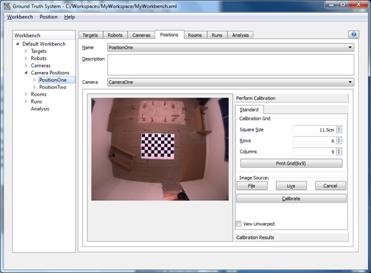 Ground Truth System - C:/Workspaces/MyWorkspace/MyWorkbench.xml
Workbench Position Help
Workbench
Default Workbench
Targets
Robots
Cameras
Camera Positions
PositionOne
PositionTwo
Rooms
Runs
Analysis
Targets Robots Cameras Positions Rooms Runs Analysis
Name PositionOne
Description
Camera CameraOne
Perform Calibration
Standard
Calibration Grid
Square Size 11.5cm
Rows 6
Columns 9
Print Grid(6x9)
Image Source:
File Live Cancel
Calibrate
View Unwarped
Calibration Results